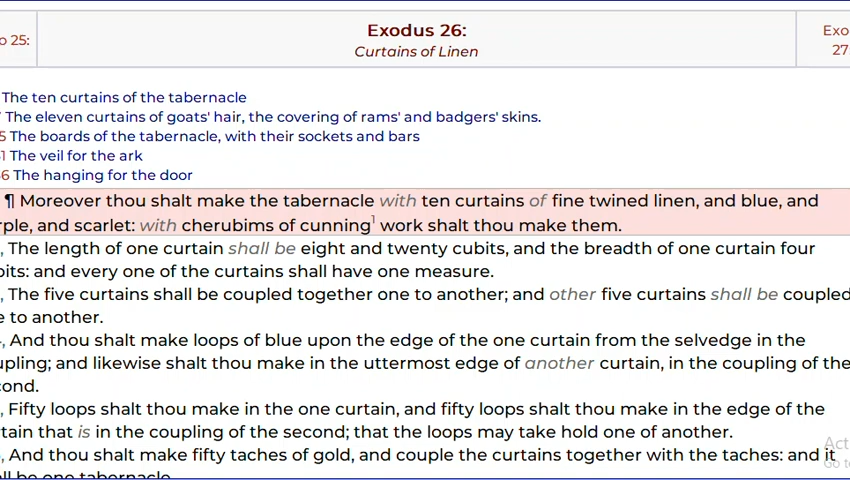 Exodus 26:
o 25:
Exo
27
Curtains of Linen
The ten curtains of the tabernacle
The eleven curtains of goats' hair, the covering of rams' and badgers' skins.
5 The boards of the tabernacle, with their sockets and bars
1 The veil for the ark
6 The hanging for the door
¶ Moreover thou shalt make the tabernacle with ten curtains of fine twined linen, and blue, and
rple, and scarlet: with cherubims of cunning1 work shalt thou make them.
, The length of one curtain shall be eight and twenty cubits, and the breadth of one curtain four
bits: and every one of the curtains shall have one measure.
, The five curtains shall be coupled together one to another; and other five curtains shall be coupled
e to another.
, And thou shalt make loops of blue upon the edge of the one curtain from the selvedge in the
upling; and likewise shalt thou make in the uttermost edge of another curtain, in the coupling of the
cond.
, Fifty loops shalt thou make in the one curtain, and fifty loops shalt thou make in the edge of the
tain that is in the coupling of the second; that the loops may take hold one of another.
Act
, And thou shalt make fifty taches of gold, and couple the curtains together with the taches: and it
Go to
ll be one tabernacle.